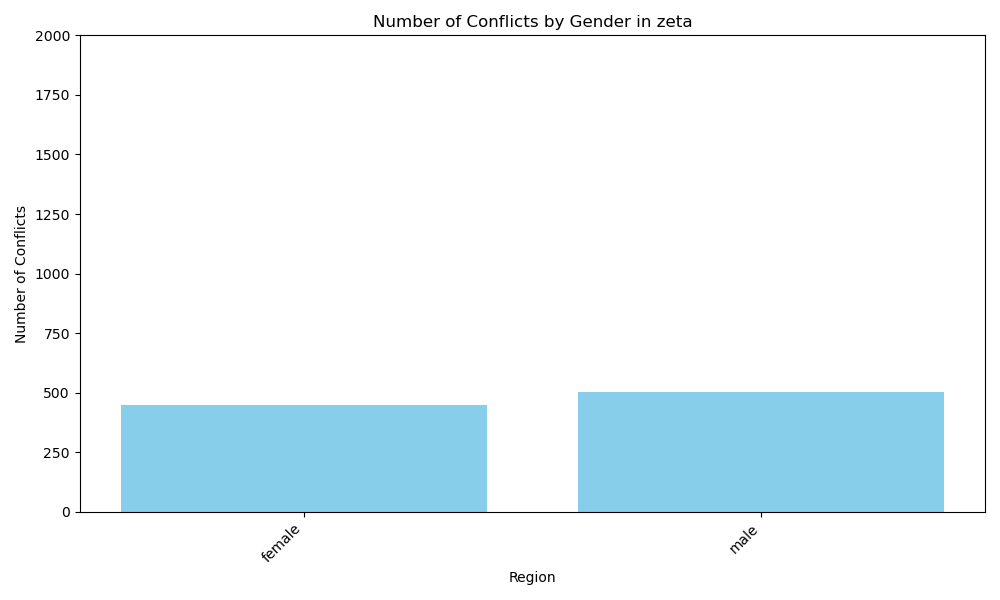 Number of Conflicts by Gender in zeta
2000
1750
1500
1250
1000
750
500
250
0
Number of Conflicts
female
male
Region